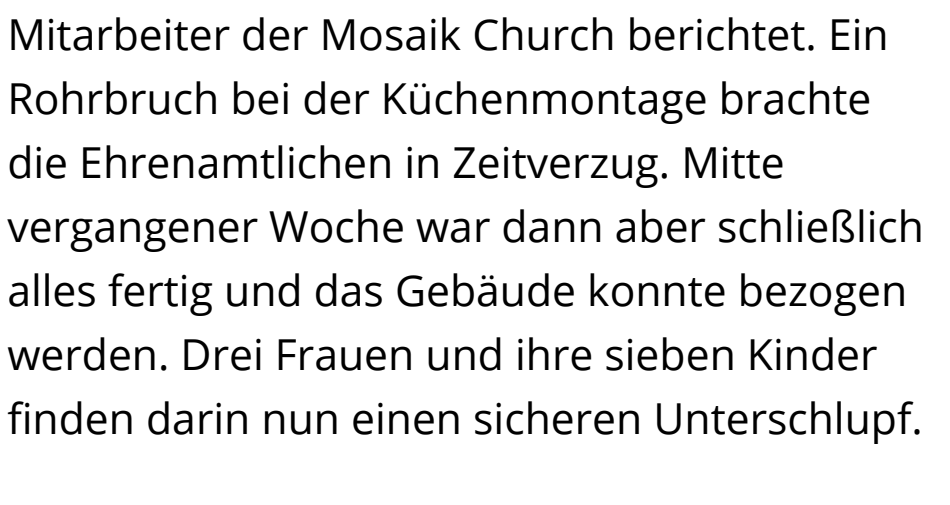 Mitarbeiter der Mosaik Church berichtet. Ein
Rohrbruch bei der Küchenmontage brachte
die Ehrenamtlichen in Zeitverzug. Mitte
vergangener Woche war dann aber schließlich
alles fertig und das Gebäude konnte bezogen
werden. Drei Frauen und ihre sieben Kinder
finden darin nun einen sicheren Unterschlupf.